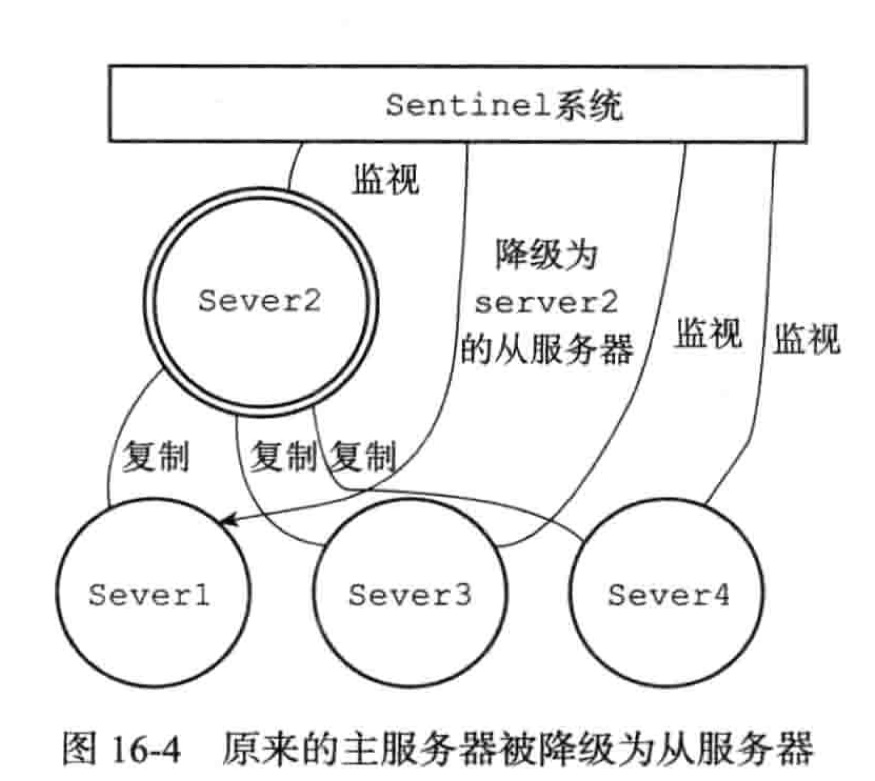 Sentinel系统
监视
Sever2
降级为
server2
的从服务器
监视
监视
复制
复制
复制
Sever1
Sever3
Sever4
图 16-4 原来的主服务器被降级为从服务器